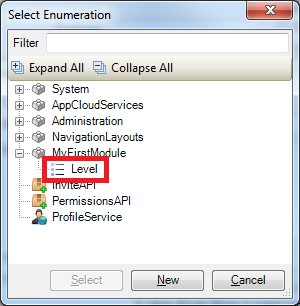 Select Enumeration
Filter
Expand All Collapse All
System
AppCloudServices
Administration
NavigationLayouts
MyFirstModule
Level
InviteAPI
PermissionsAPI
ProfileService
Select New Cancel